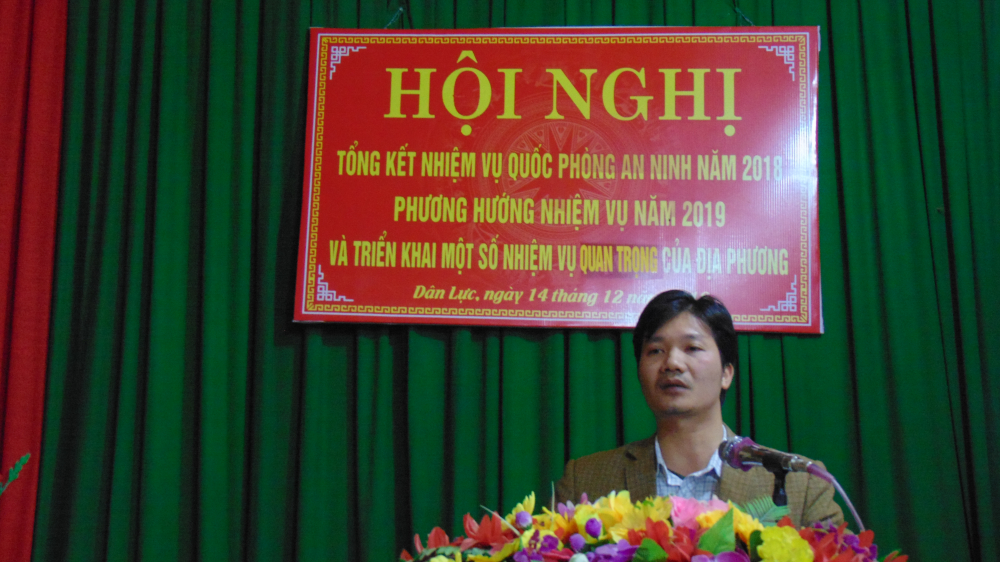 HỘI NGHỊ
TỔNG KẾT NHIỆM VỤ QUỐC PHÒNG AN NINH NĂM 2018
PHƯƠNG HƯỚNG NHIỆM VỤ NĂM 2019
VÀ TRIỂN KHAI MỘT SỐ NHIỆM VỤ QUAN TRONG CỦA ĐỊA PHƯƠNG
Dân Lực, ngày 14 tháng 12